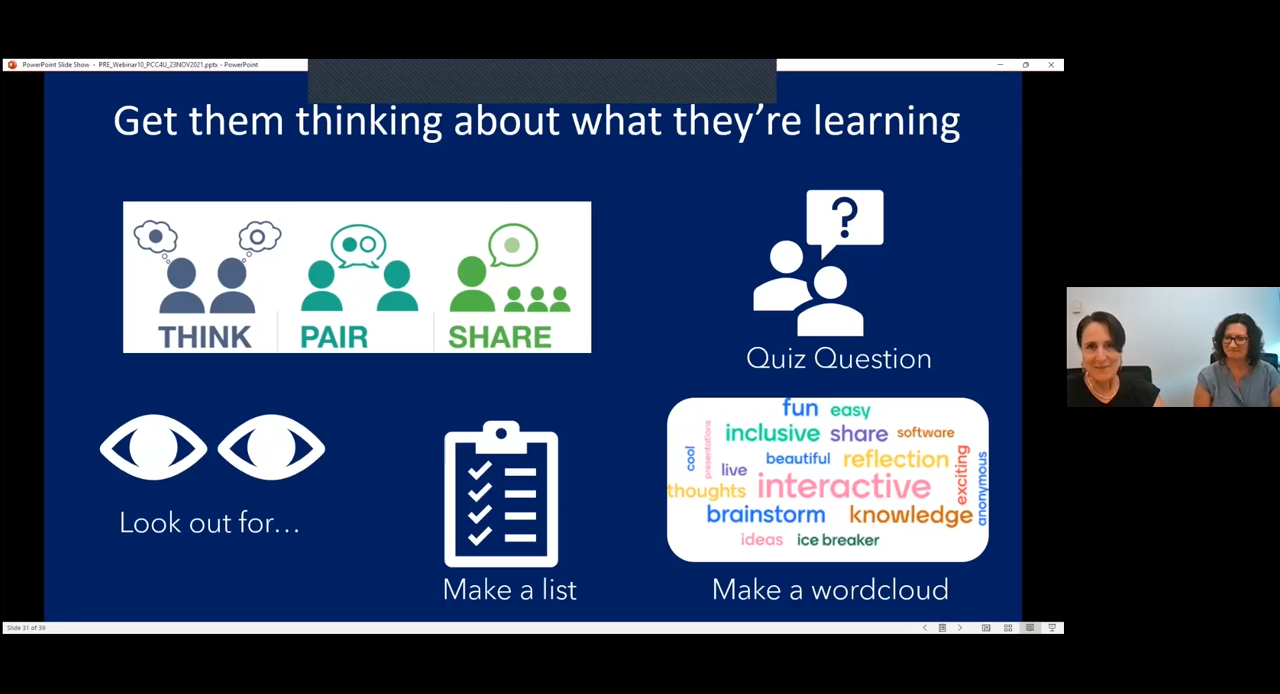 PowerPoint Slide Show - PRE_Webinar10_PCC4U_23NOV2021.pptx - PowerPoint
Get them thinking about what they're learning
THINK
PAIR
SHARE
Quiz Question
Look out for...
Make a list
fun easy
inclusive share software
cool
presentations
live
beautiful reflection
exciting
anonymous
thoughts interactive
brainstorm knowledge
ideas ice breaker
Make a wordcloud
Slide 31 of 38